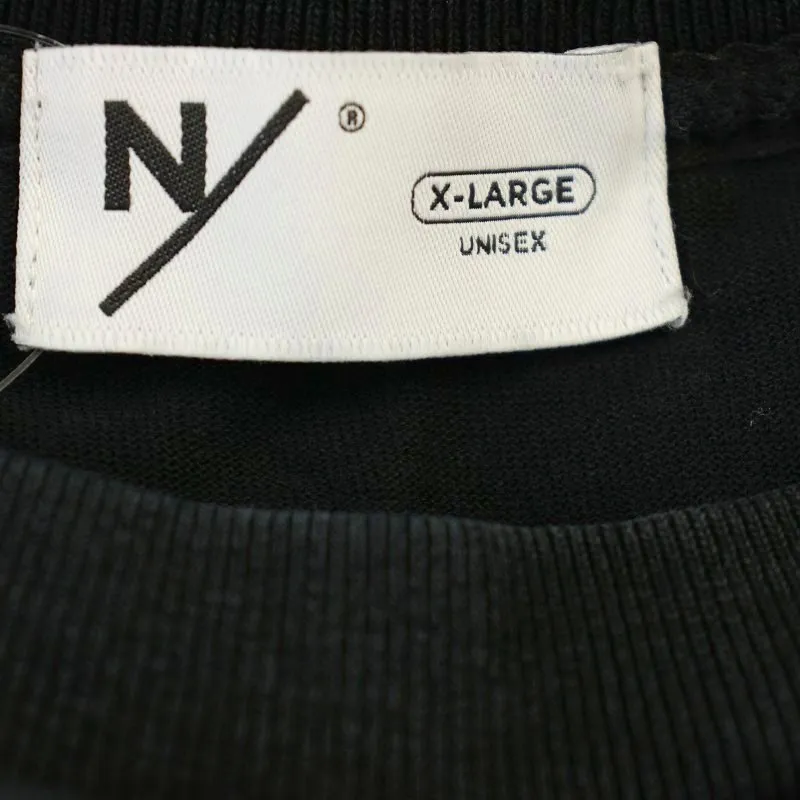 N/ ®
X-LARGE
UNISEX